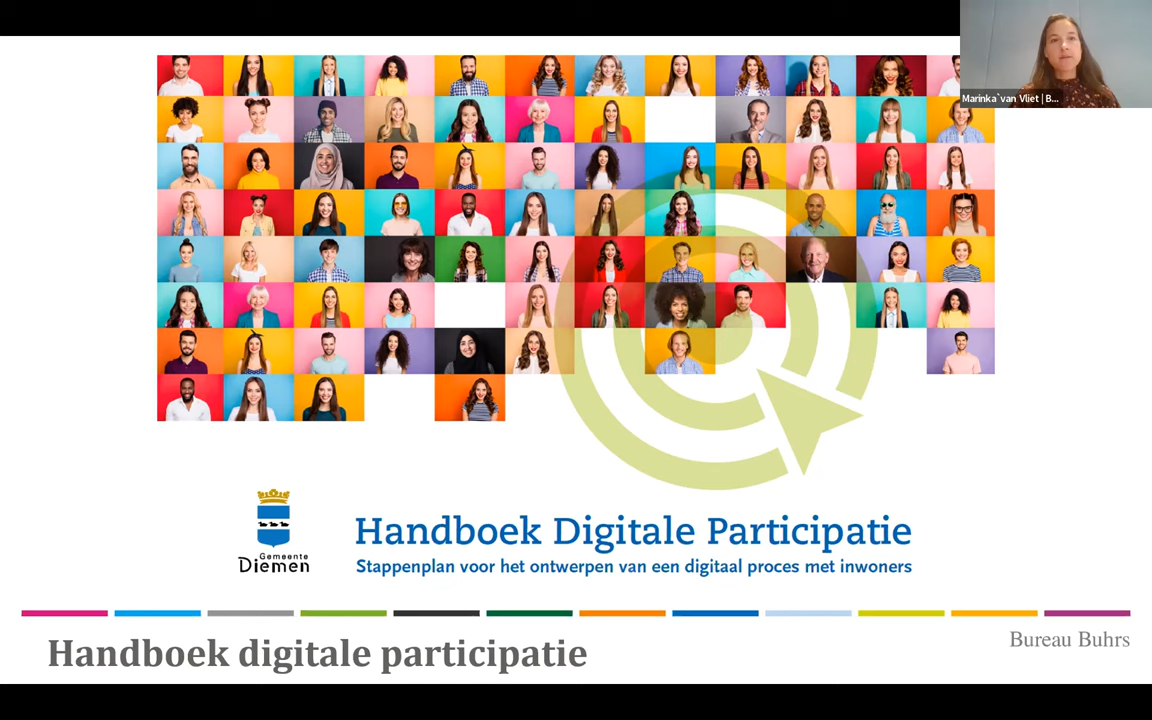 Marinka van Vliet | B...
Gemeente
Diemen
Handboek Digitale Participatie
Stappenplan voor het ontwerpen van een digitaal proces met inwoners
Handboek digitale participatie
Bureau Buhrs